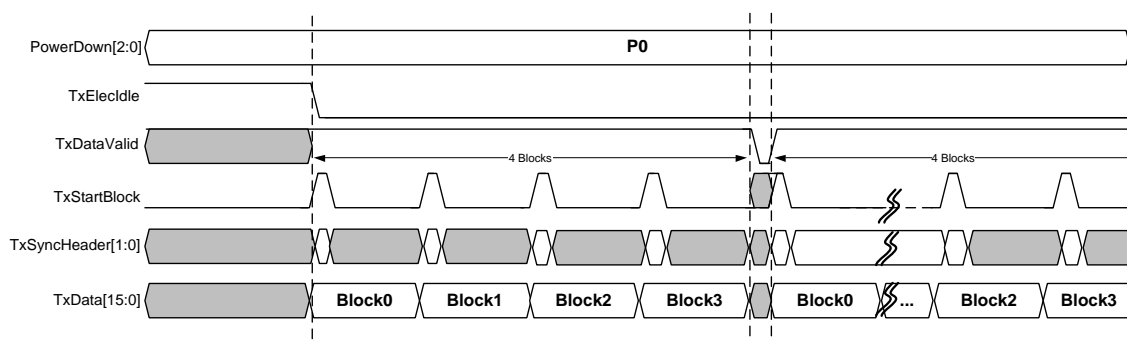 PowerDown[2:0]
P0
TxElecIdle
TxDataValid
4 Blocks
4 Blocks
TxStartBlock
TxSyncHeader[1:0]
TxData[15:0]
Block0
Block1
Block2
Block3
Block0
...
Block2
Block3